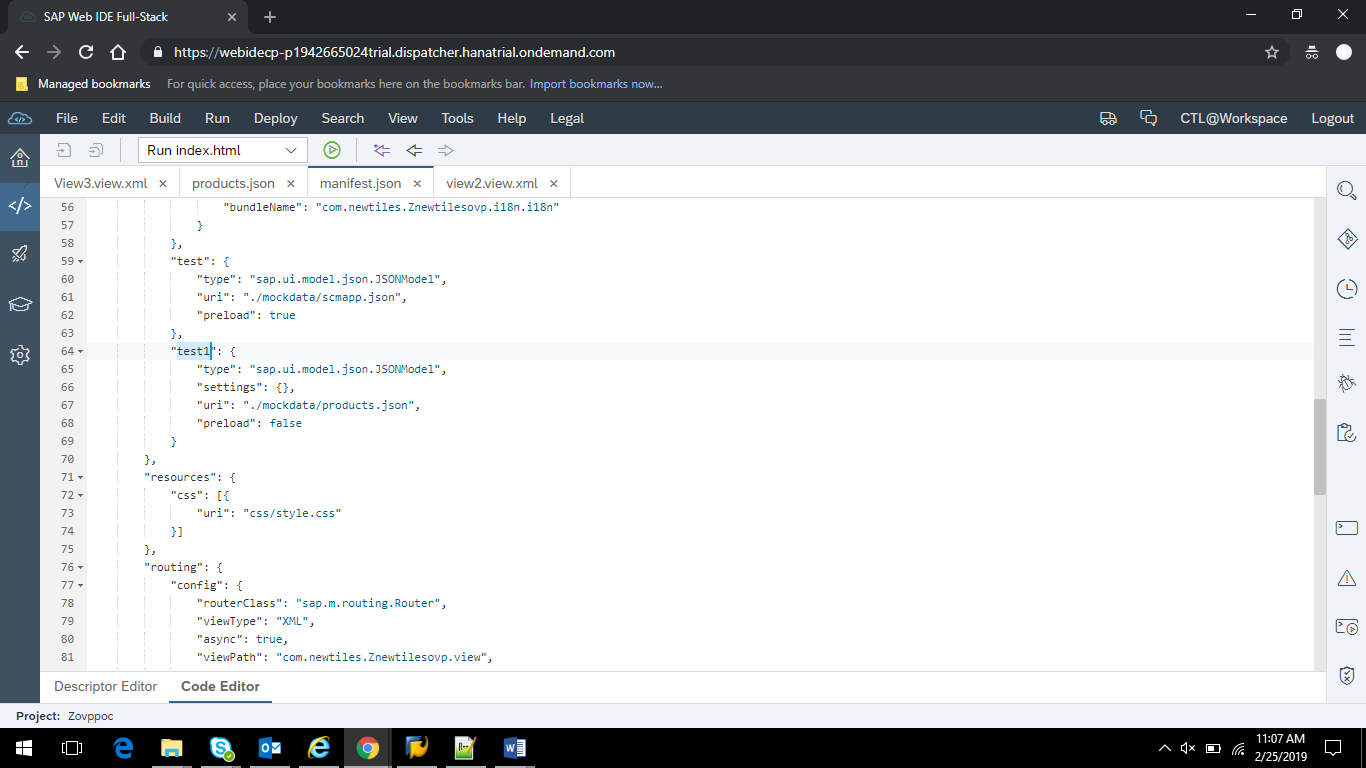 SAP Web IDE Full-Stack
https://webidecp-p1942665024trial.dispatcher.hanatrial.ondemand.com
Managed bookmarks For quick access, place your bookmarks here on the bookmarks bar. Import bookmarks now...
File Edit Build Run Deploy Search View Tools Help Legal CTL@Workspace Logout
Run index.html
View3.view.xml × products.json × manifest.json × view2.view.xml ×
56 "bundleName": "com.newtiles.Znewtilesovp.i18n.i18n"
57 }
58 },
59 "test": {
60 "type": "sap.ui.model.json.JSONModel",
61 "uri": "./mockdata/scmapp.json",
62 "preload": true
63 },
64 "test1": {
65 "type": "sap.ui.model.json.JSONModel",
66 "settings": {},
67 "uri": "./mockdata/products.json",
68 "preload": false
69 }
70 },
71 "resources": {
72 "css": [{
73 "uri": "css/style.css"
74 }]
75 },
76 "routing": {
77 "config": {
78 "routerClass": "sap.m.routing.Router",
79 "viewType": "XML",
80 "async": true,
81 "viewPath": "com.newtiles.Znewtilesovp.view",
Descriptor Editor Code Editor
Project: Zovppoc
11:07 AM
2/25/2019